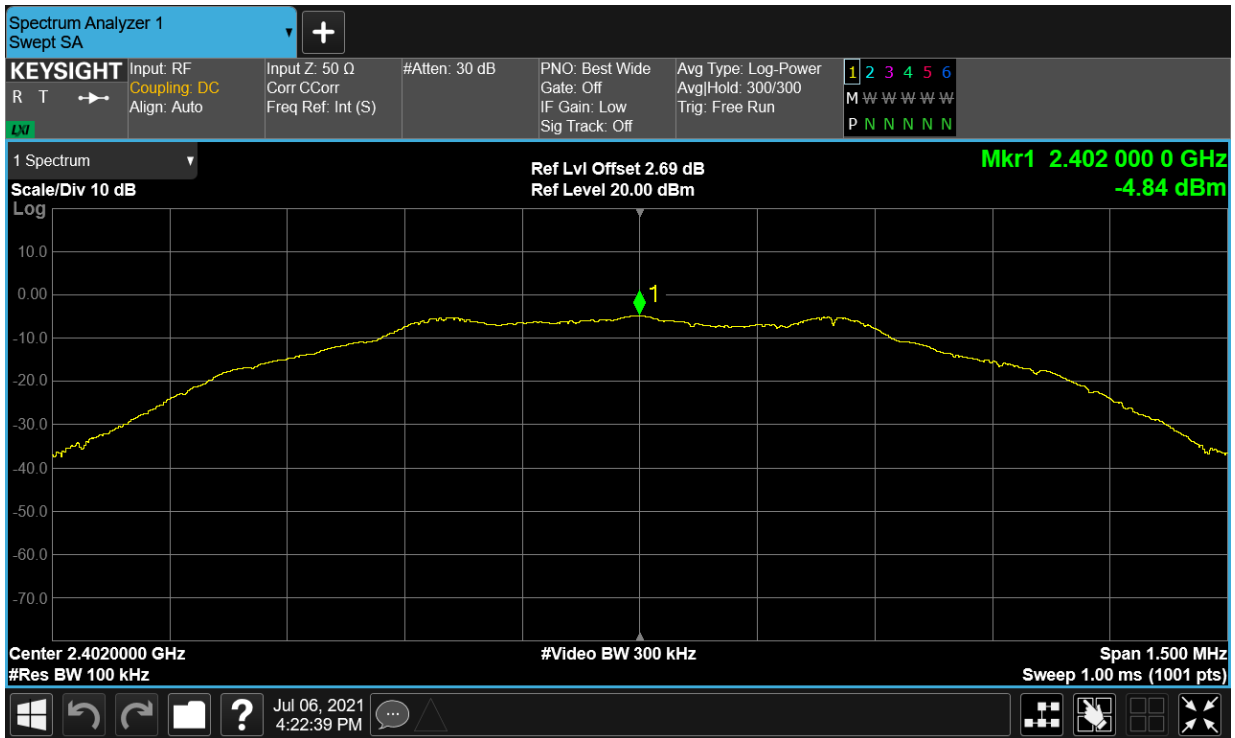 Spectrum Analyzer 1
Swept SA
▼
+
KEYSIGHT
R T
LXI
Input: RF
Coupling: DC
Align: Auto
Input Z: 50 Ω
Corr CCorr
Freq Ref: Int (S)
#Atten: 30 dB
PNO: Best Wide
Gate: Off
IF Gain: Low
Sig Track: Off
Avg Type: Log-Power
Avg|Hold: 300/300
Trig: Free Run
1 2 3 4 5 6
M W W W W W
P N N N N N
1 Spectrum ▼
Scale/Div 10 dB
Log
Ref Lvl Offset 2.69 dB
Ref Level 20.00 dBm
Mkr1 2.402 000 0 GHz
-4.84 dBm
10.0
0.00
1
-10.0
-20.0
-30.0
-40.0
-50.0
-60.0
-70.0
Center 2.4020000 GHz
#Res BW 100 kHz
#Video BW 300 kHz
Span 1.500 MHz
Sweep 1.00 ms (1001 pts)
?
Jul 06, 2021
4:22:39 PM